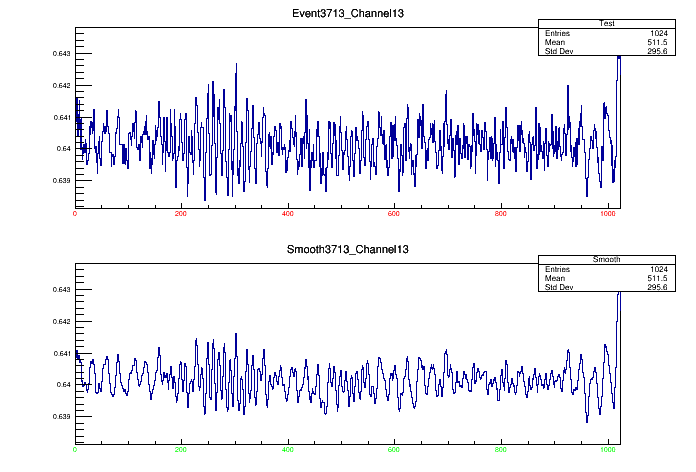 Event3713_Channel13
Test
Entries 1024
Mean 511.5
Std Dev 295.6
0.643
0.642
0.641
0.64
0.639
0 200 400 600 800 1000
Smooth3713_Channel13
Smooth
Entries 1024
Mean 511.5
Std Dev 295.6
0.643
0.642
0.641
0.64
0.639
0 200 400 600 800 1000